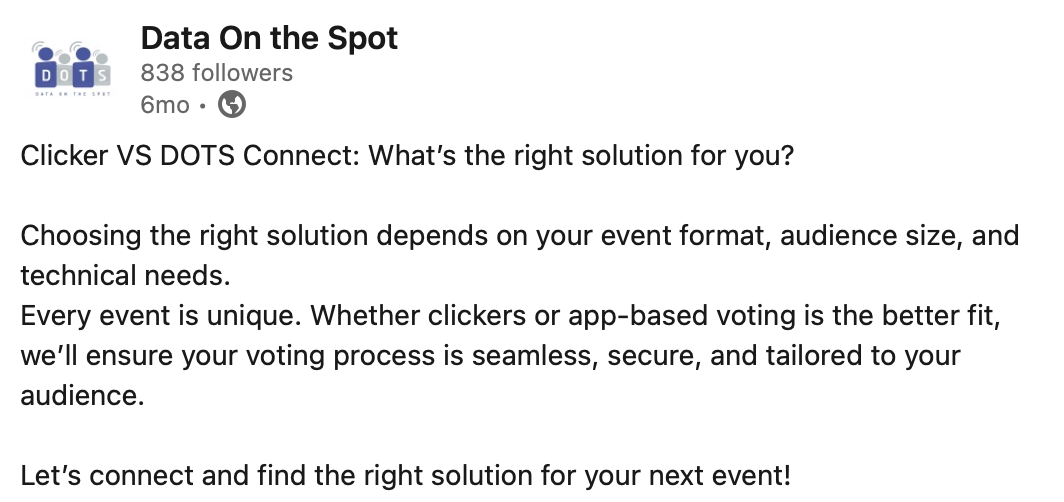 Data On the Spot
838 followers
6mo •
DOTS
DATA ON THE SPOT
Clicker VS DOTS Connect: What’s the right solution for you?
Choosing the right solution depends on your event format, audience size, and
technical needs.
Every event is unique. Whether clickers or app-based voting is the better fit,
we’ll ensure your voting process is seamless, secure, and tailored to your
audience.
Let’s connect and find the right solution for your next event!